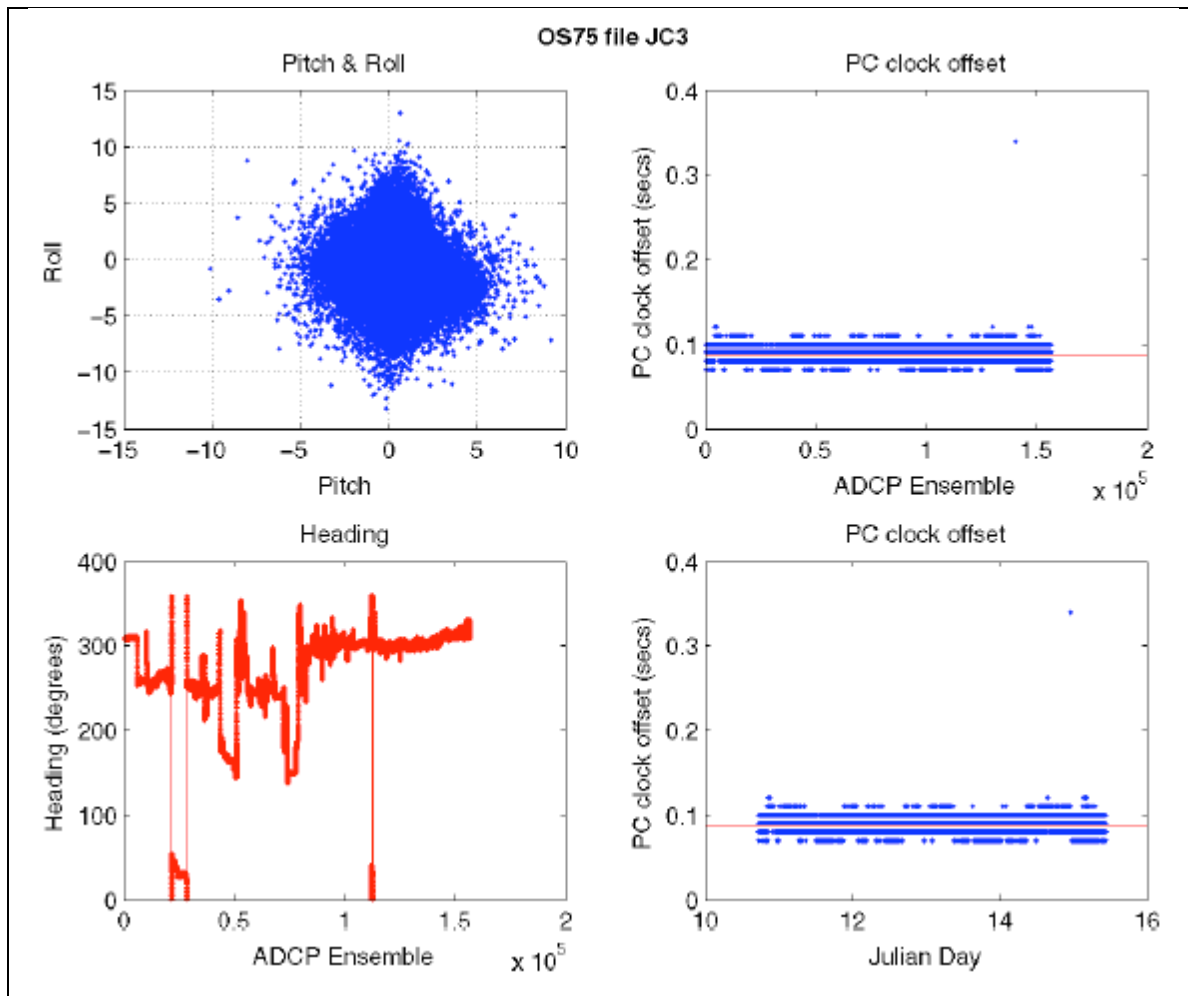 OS75 file JC3
Pitch & Roll
15
10
5
0
−5
−10
−15
Roll
−15
−10
−5
0
5
10
Pitch
PC clock offset
0.4
0.3
0.2
0.1
0
PC clock offset (secs)
0
0.5
1
1.5
2
ADCP Ensemble
x 10^5
Heading
400
300
200
100
0
Heading (degrees)
0
0.5
1
1.5
2
ADCP Ensemble
x 10^5
PC clock offset
0.4
0.3
0.2
0.1
0
PC clock offset (secs)
10
12
14
16
Julian Day